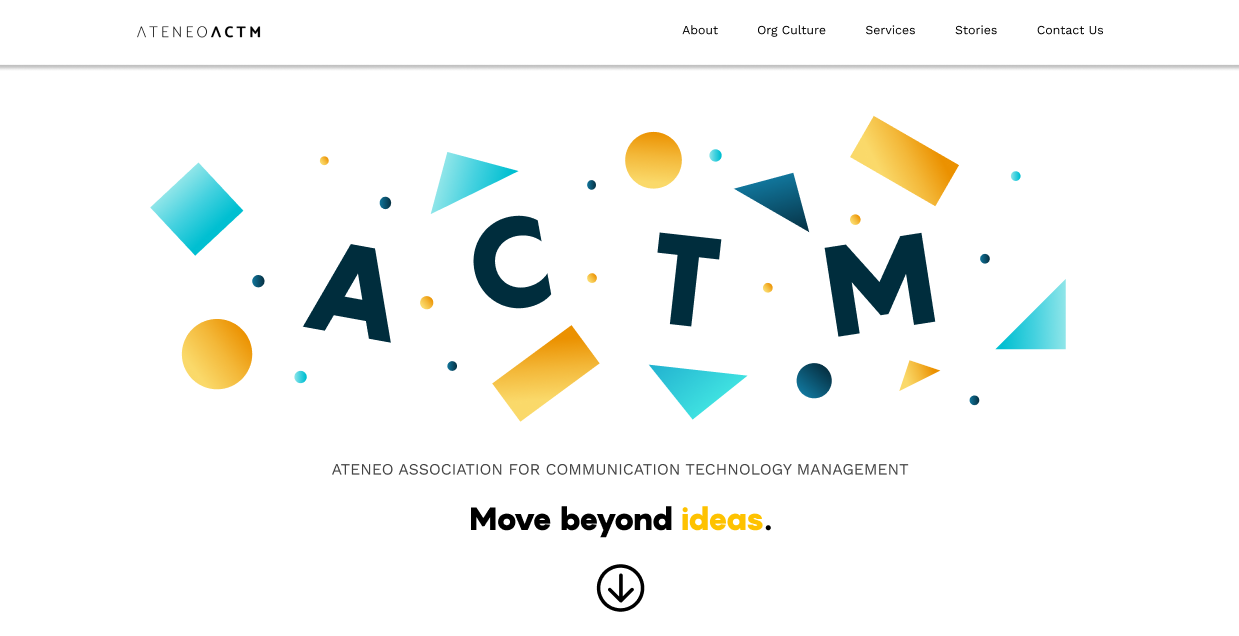 ATENEOACTM
About Org Culture Services Stories Contact Us
ACTM
ATENEO ASSOCIATION FOR COMMUNICATION TECHNOLOGY MANAGEMENT
Move beyond ideas.